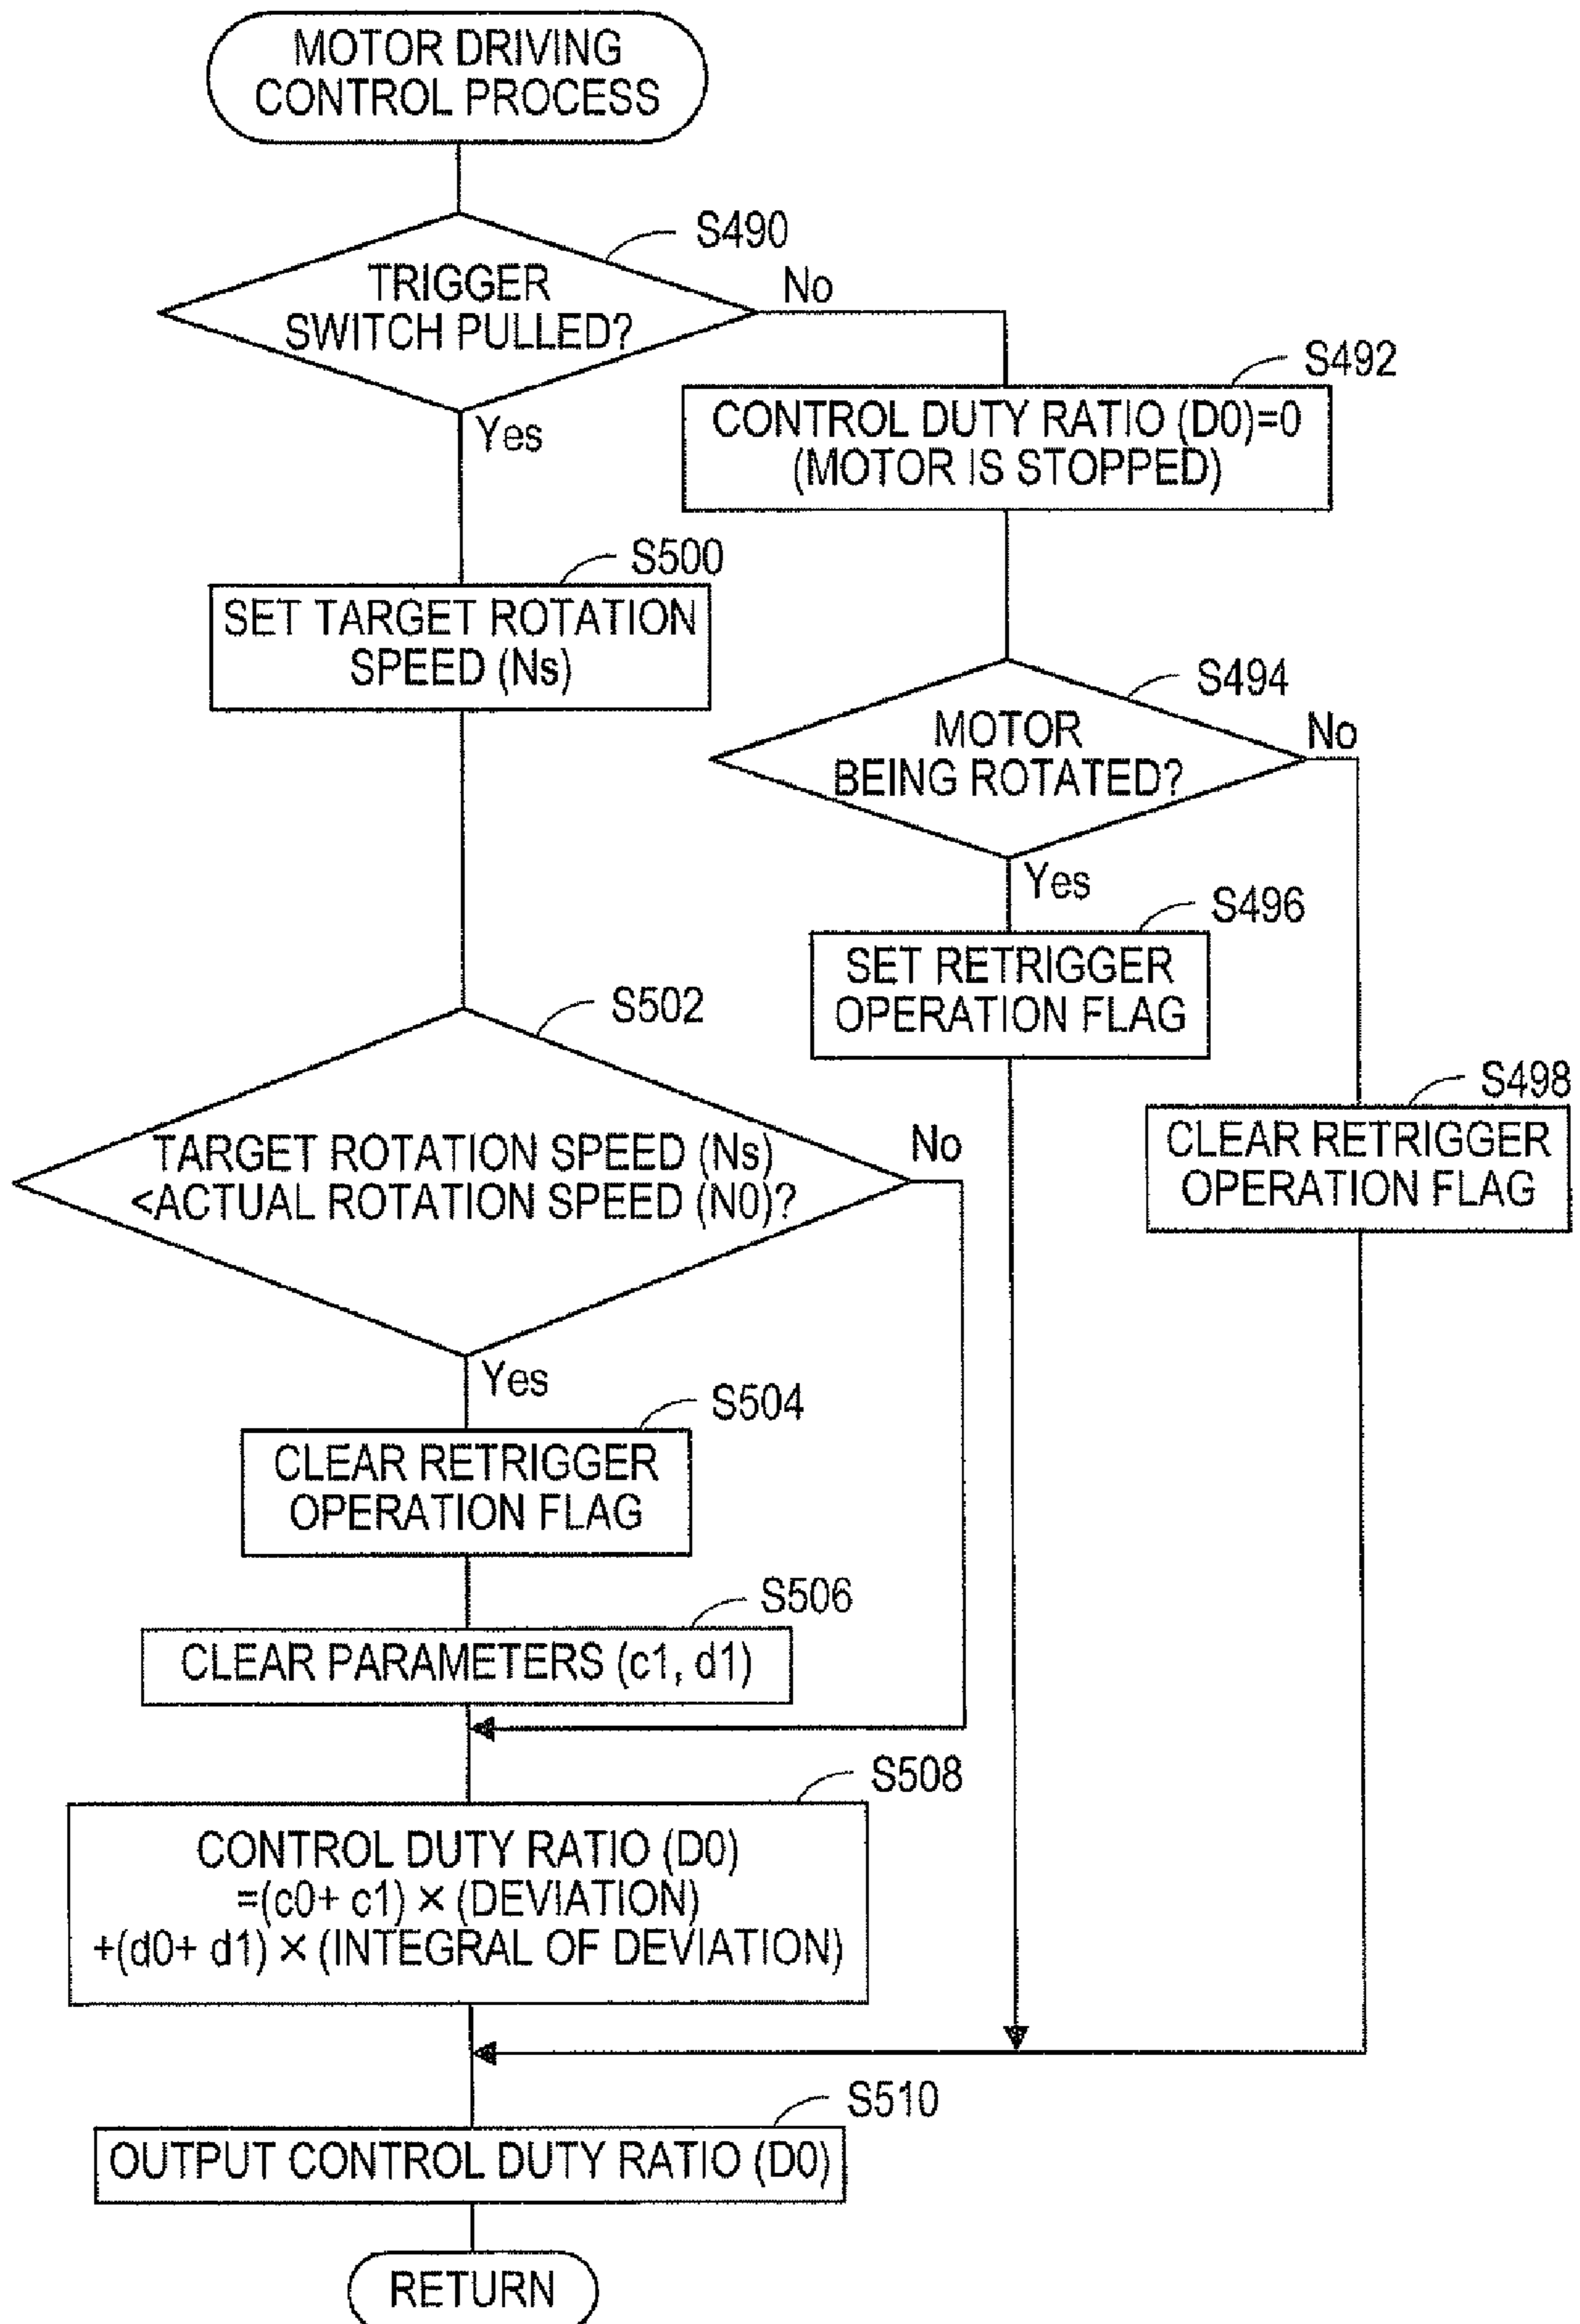 MOTOR DRIVING
CONTROL PROCESS
S490
TRIGGER
SWITCH PULLED?
No
Yes
S492
CONTROL DUTY RATIO (D0)=0
(MOTOR IS STOPPED)
S500
SET TARGET ROTATION
SPEED (Ns)
S494
MOTOR
BEING ROTATED?
No
Yes
S496
SET RETRIGGER
OPERATION FLAG
S498
CLEAR RETRIGGER
OPERATION FLAG
S502
TARGET ROTATION SPEED (Ns)
<ACTUAL ROTATION SPEED (N0)?
No
Yes
S504
CLEAR RETRIGGER
OPERATION FLAG
S506
CLEAR PARAMETERS (c1, d1)
S508
CONTROL DUTY RATIO (D0)
=(c0+ c1) × (DEVIATION)
+(d0+ d1) × (INTEGRAL OF DEVIATION)
S510
OUTPUT CONTROL DUTY RATIO (D0)
RETURN